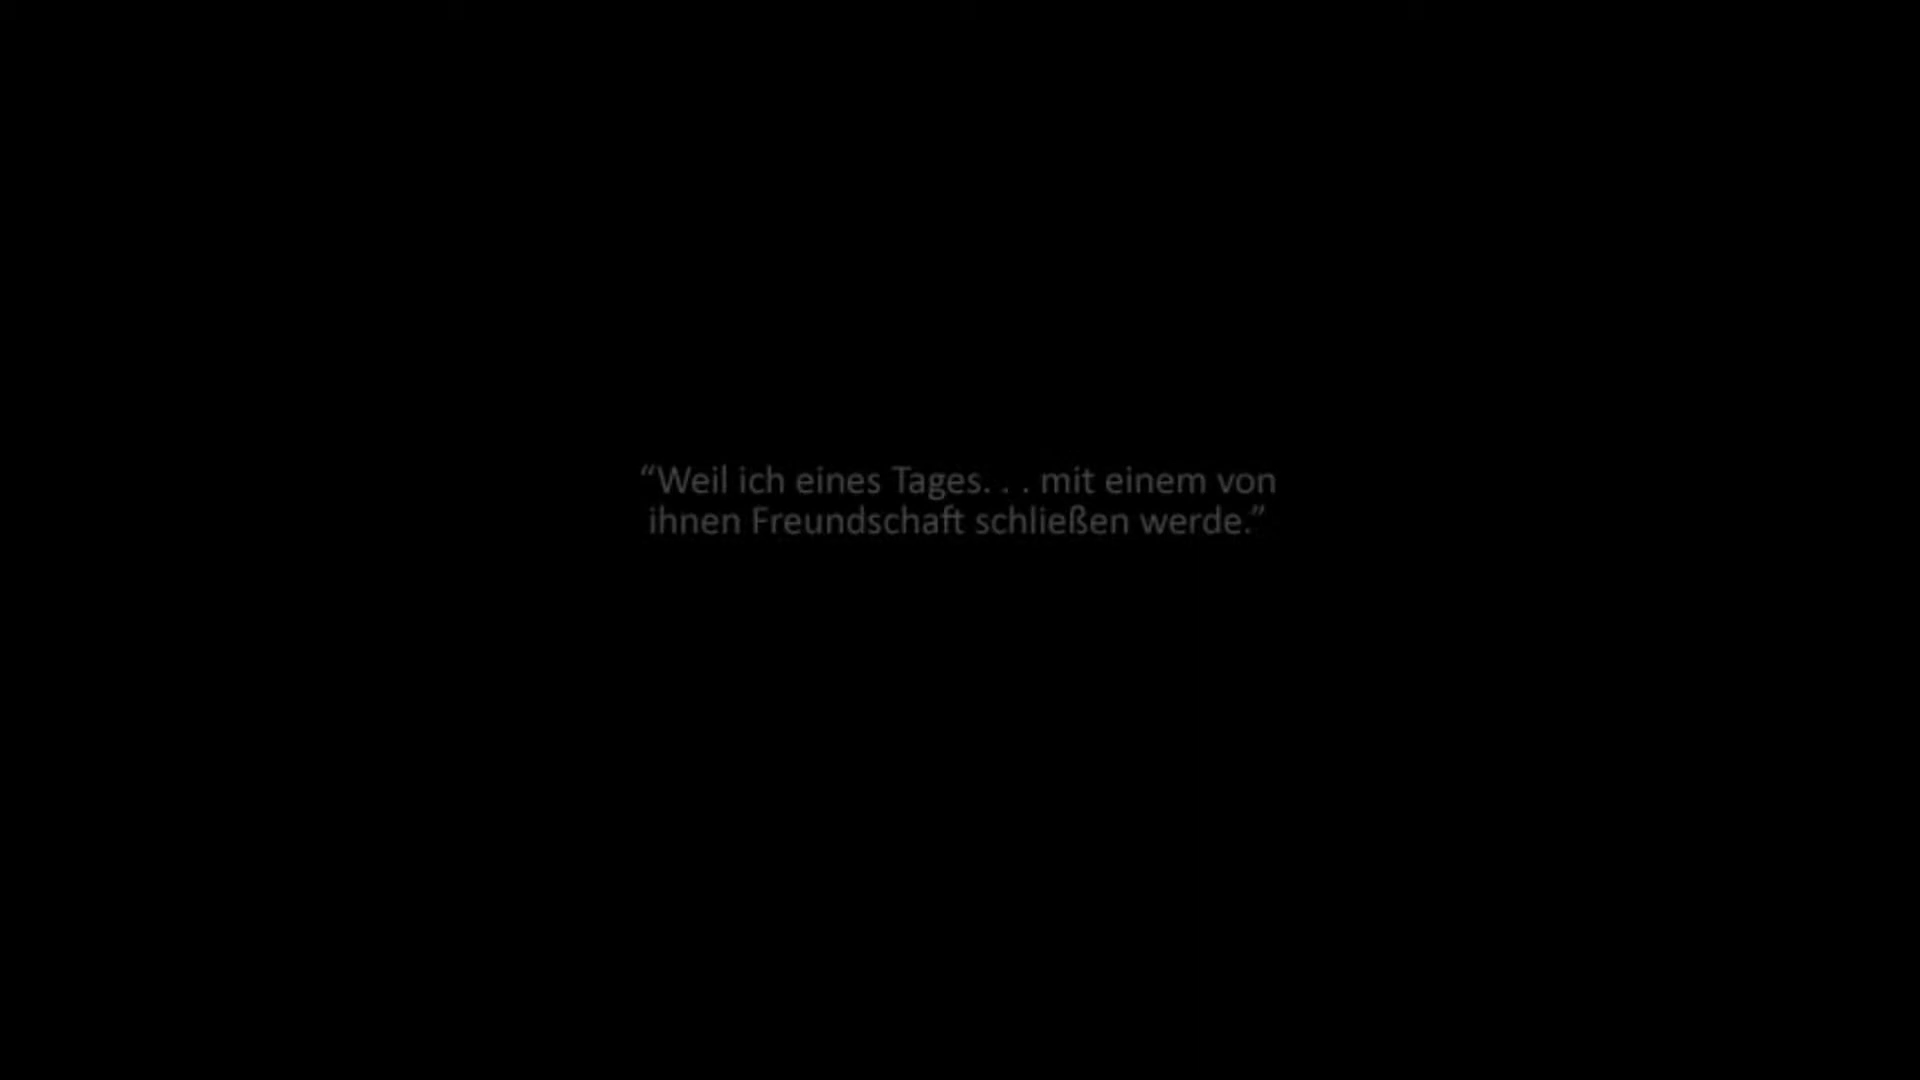 “Weil ich eines Tages. . . mit einem von
ihnen Freundschaft schließen werde.”